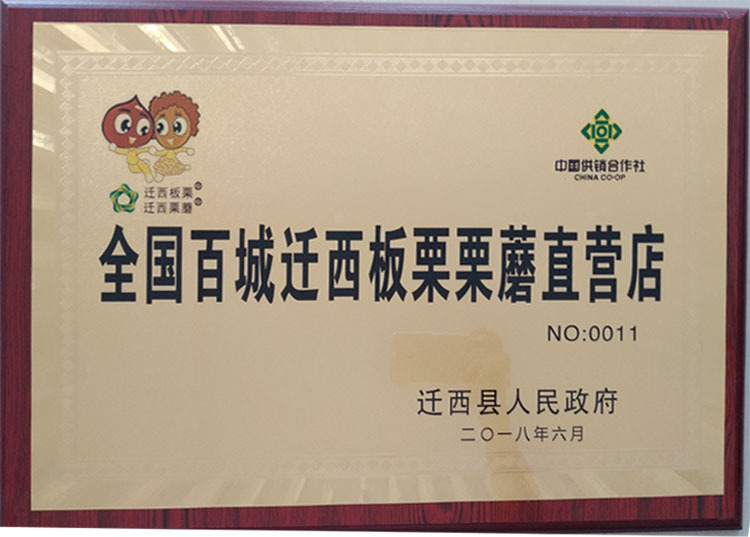 迁西板栗®
迁西栗蘑®
中国供销合作社
CHINA CO-OP
全国百城迁西板栗栗蘑直营店
NO:0011
迁西县人民政府
二〇一八年六月